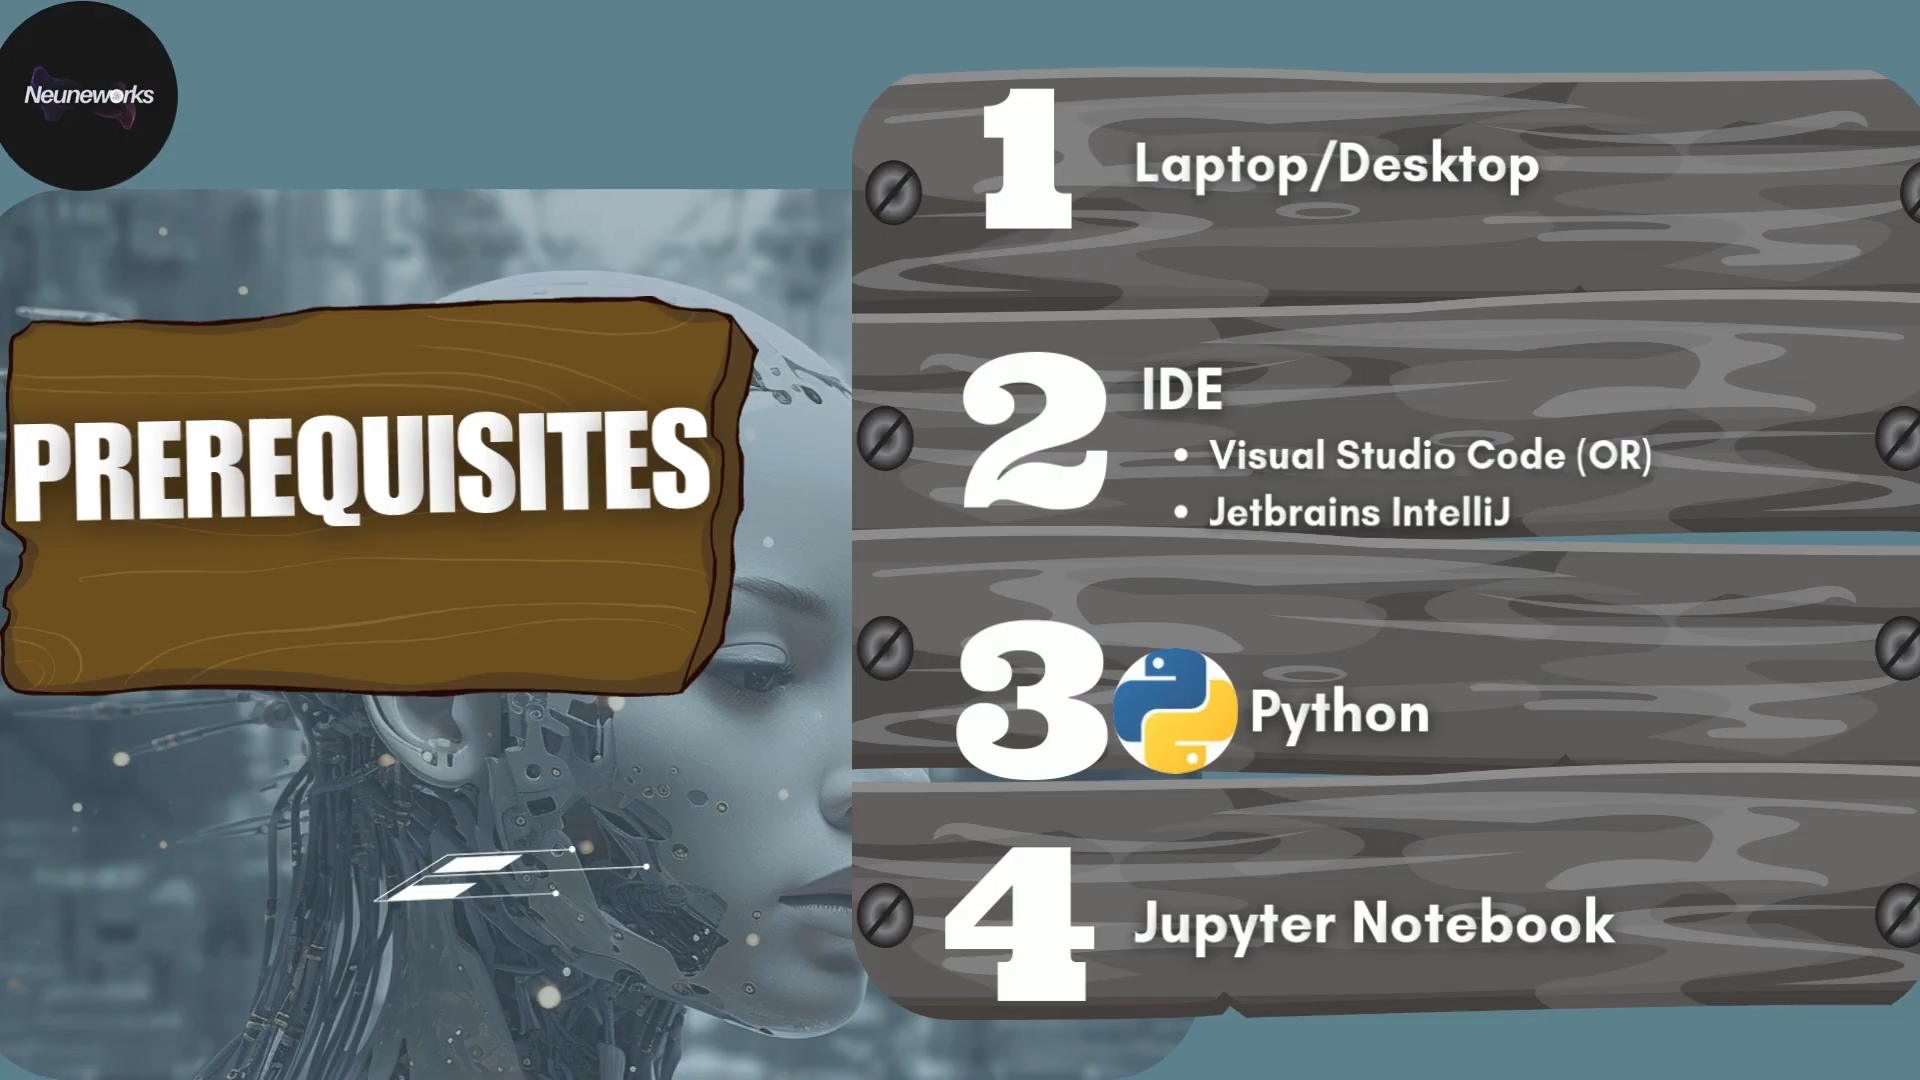 Neuneworks
PREREQUISITES
1 Laptop/Desktop
2 IDE
• Visual Studio Code (OR)
• Jetbrains IntelliJ
3 Python
4 Jupyter Notebook